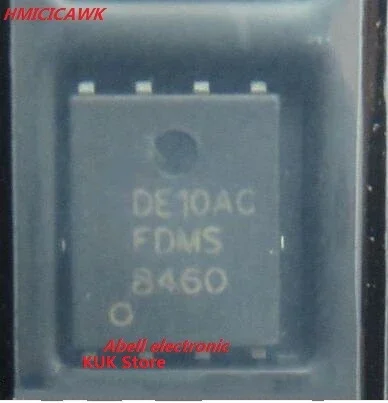 HMICICAWK
DE10AC
FDMS
8460
Abell electronic
KUK Store